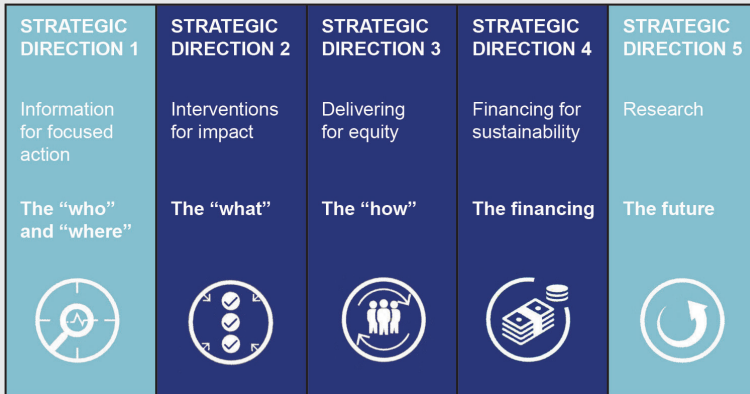 STRATEGIC
DIRECTION 1
Information
for focused
action
The “who”
and “where”
STRATEGIC
DIRECTION 2
Interventions
for impact
The “what”
STRATEGIC
DIRECTION 3
Delivering
for equity
The “how”
STRATEGIC
DIRECTION 4
Financing for
sustainability
The financing
STRATEGIC
DIRECTION 5
Research
The future